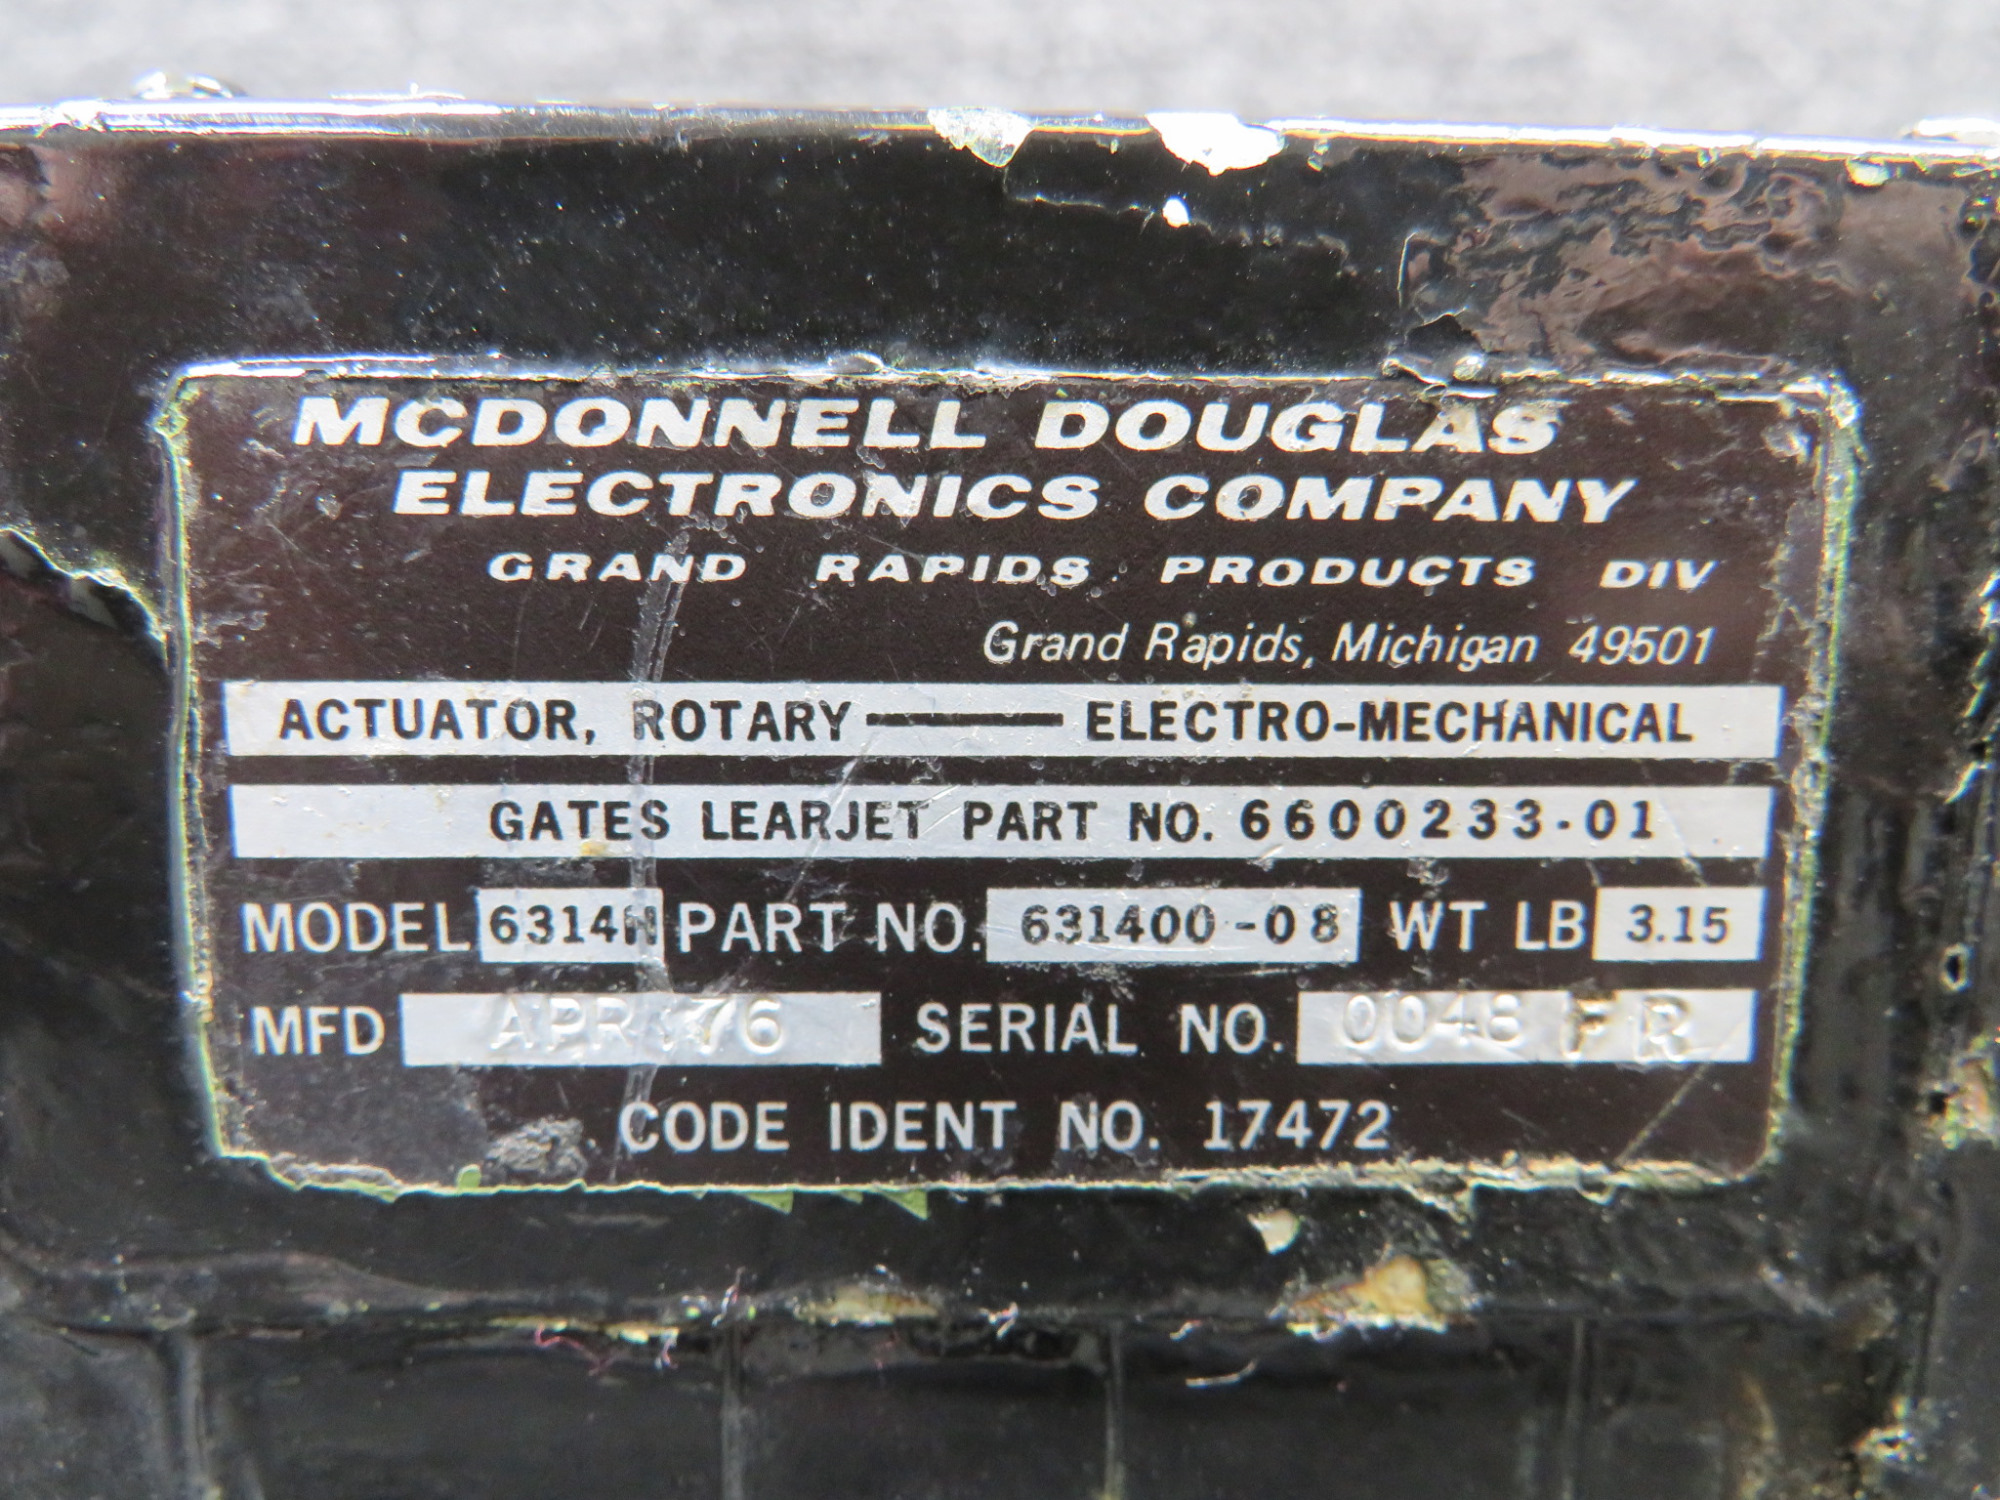 MCDONNELL DOUGLAS
ELECTRONICS COMPANY
GRAND RAPIDS PRODUCTS DIV
Grand Rapids, Michigan 49501
ACTUATOR, ROTARY — ELECTRO-MECHANICAL
GATES LEARJET PART NO. 6600233-01
MODEL 6314H PART NO. 631400-08 WT LB 3.15
MFD APR 76 SERIAL NO. 0048 FR
CODE IDENT NO. 17472